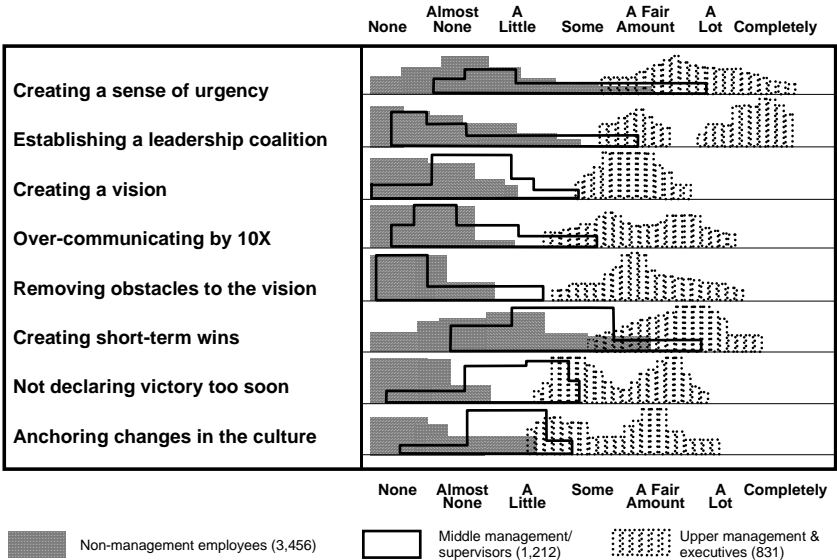 None Almost None A Little Some A Fair Amount A Lot Completely
Creating a sense of urgency
Establishing a leadership coalition
Creating a vision
Over-communicating by 10X
Removing obstacles to the vision
Creating short-term wins
Not declaring victory too soon
Anchoring changes in the culture
None Almost None A Little Some A Fair Amount A Lot Completely
Non-management employees (3,456)
Middle management/
supervisors (1,212)
Upper management &
executives (831)